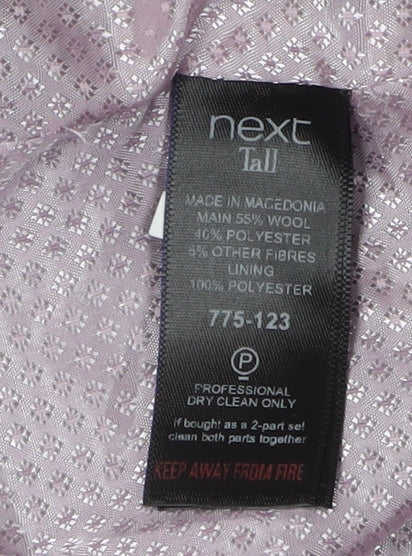 next
Tall
MADE IN MACEDONIA
MAIN 55% WOOL
40% POLYESTER
5% OTHER FIBRES
LINING
100% POLYESTER
775-123
P
PROFESSIONAL
DRY CLEAN ONLY
If bought as a 2-part set
clean both parts together
KEEP AWAY FROM FIRE